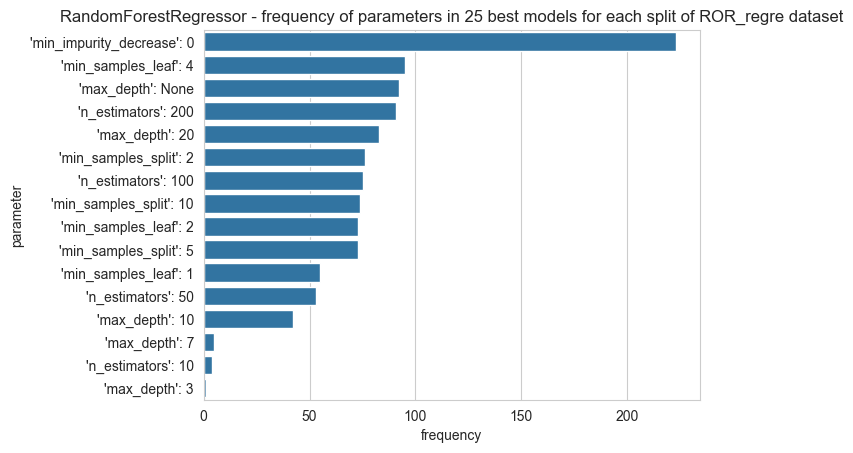 RandomForestRegressor - frequency of parameters in 25 best models for each split of ROR_regre dataset
'min_impurity_decrease': 0
'min_samples_leaf': 4
'max_depth': None
'n_estimators': 200
'max_depth': 20
'min_samples_split': 2
'n_estimators': 100
'min_samples_split': 10
'min_samples_leaf': 2
'min_samples_split': 5
'min_samples_leaf': 1
'n_estimators': 50
'max_depth': 10
'max_depth': 7
'n_estimators': 10
'max_depth': 3
parameter
0 50 100 150 200
frequency